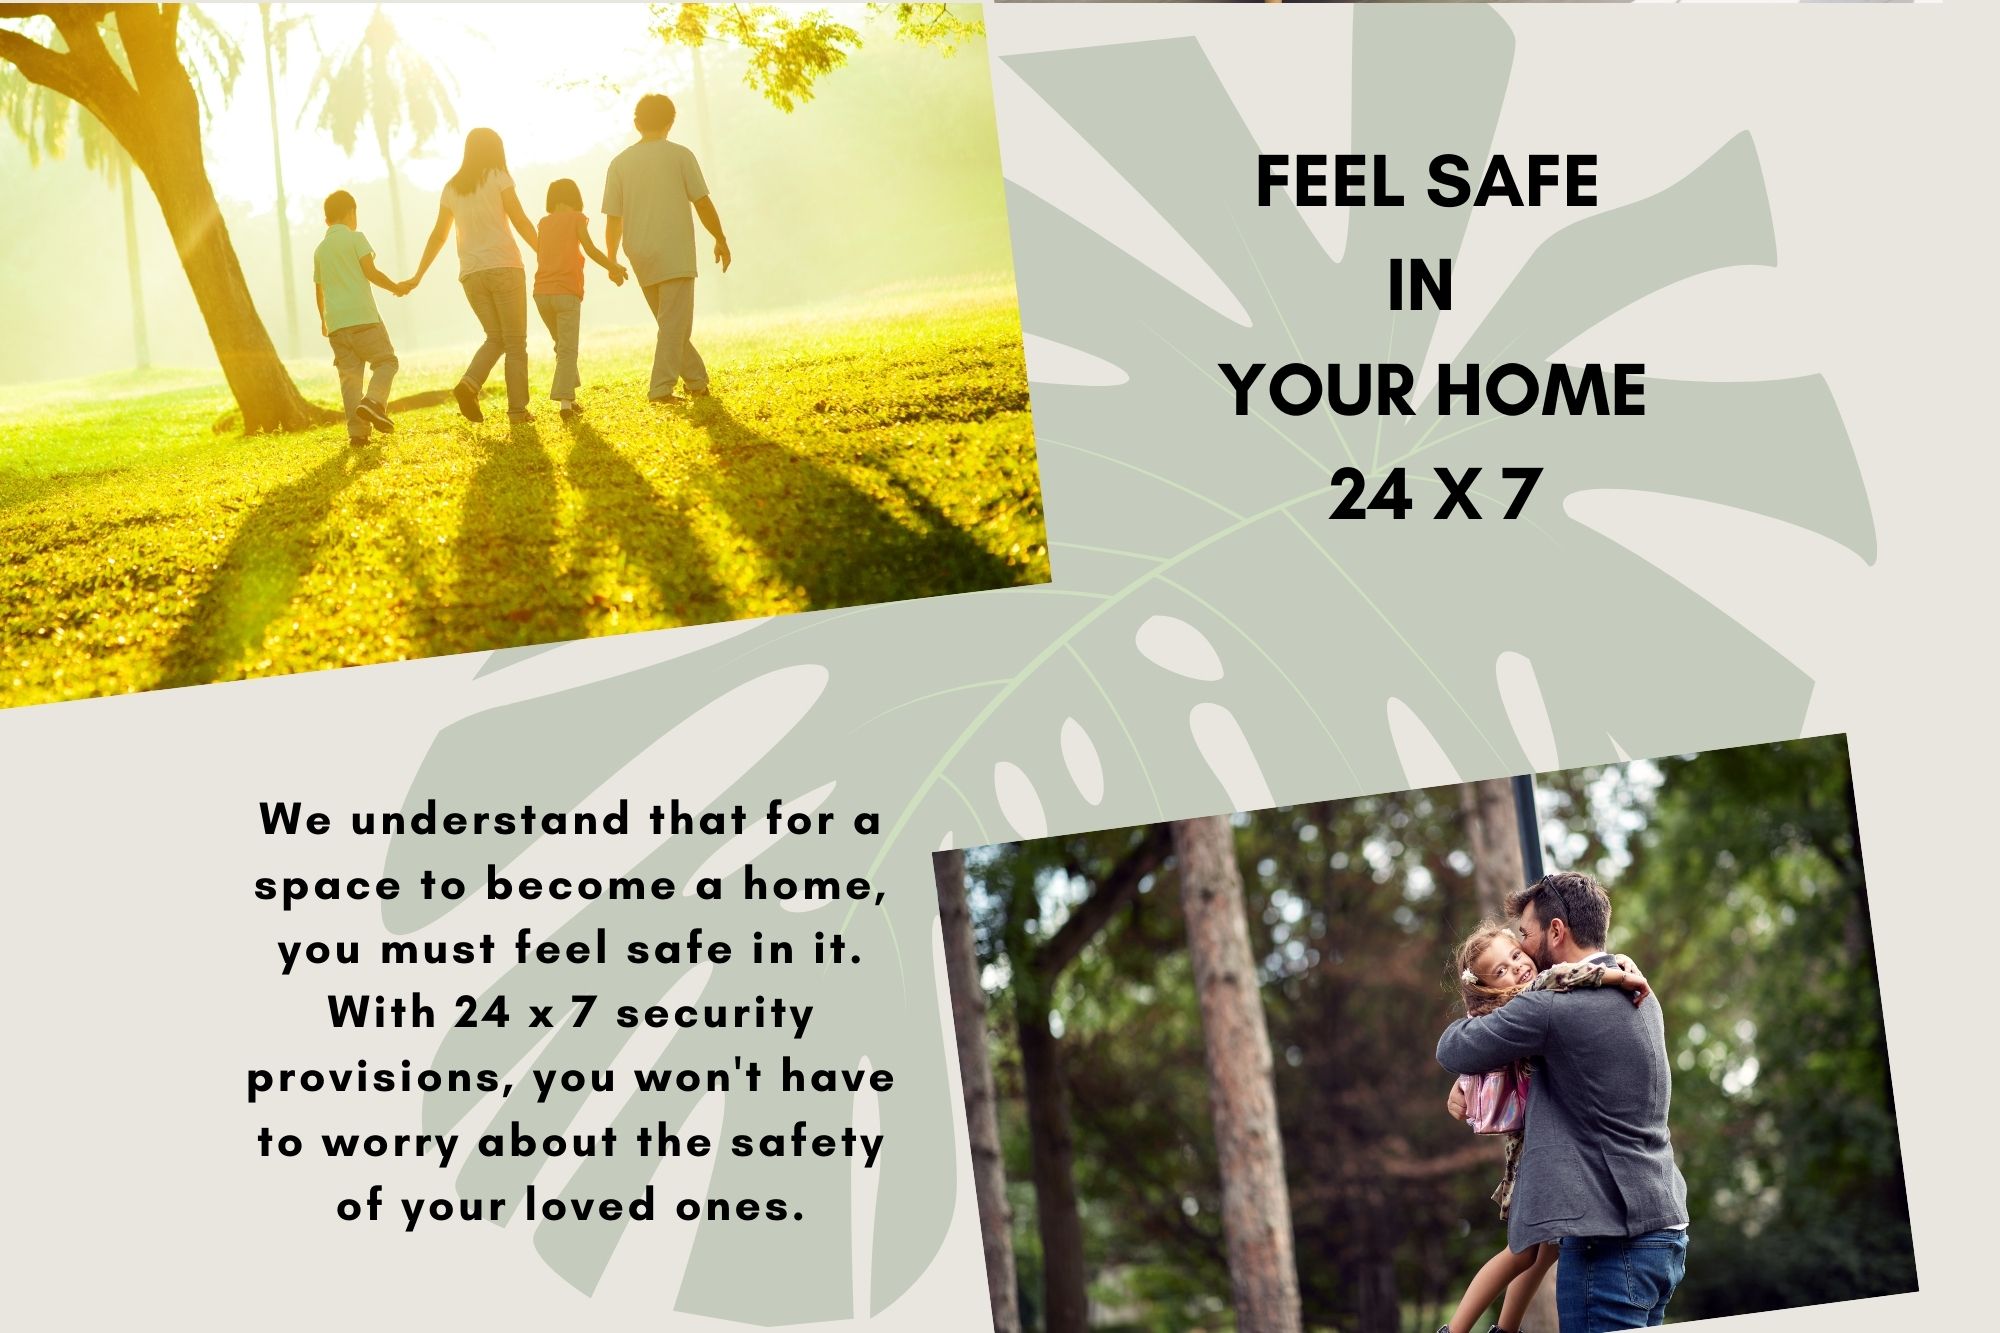 FEEL SAFE
IN
YOUR HOME
24 X 7
We understand that for a
space to become a home,
you must feel safe in it.
With 24 x 7 security
provisions, you won't have
to worry about the safety
of your loved ones.